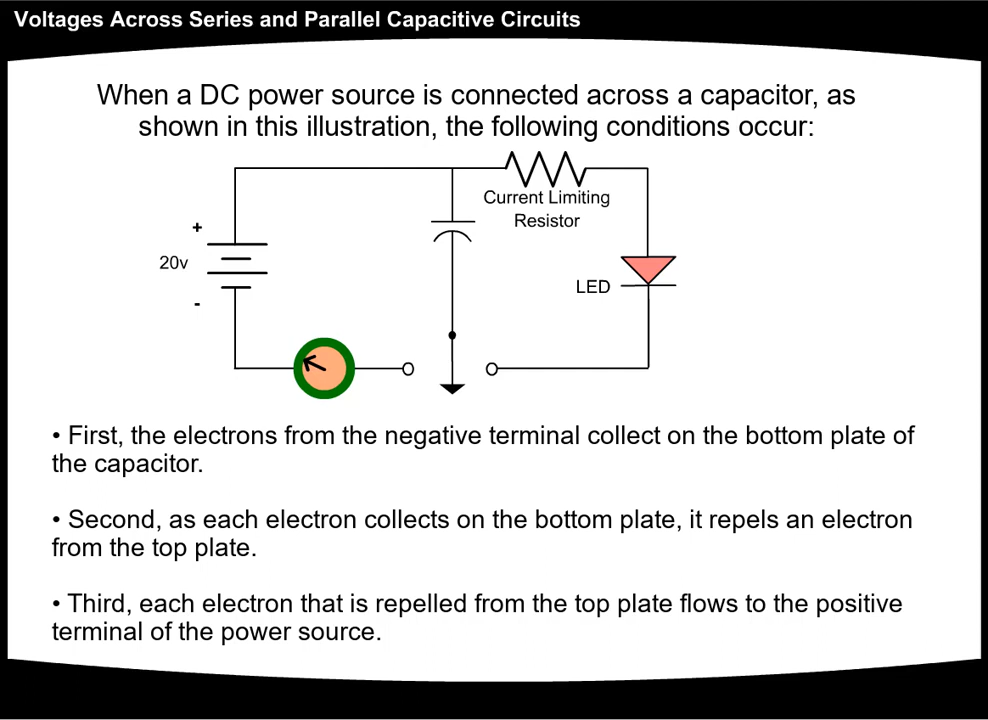 Voltages Across Series and Parallel Capacitive Circuits
When a DC power source is connected across a capacitor, as
shown in this illustration, the following conditions occur:
Current Limiting
Resistor
+
20v
-
LED
• First, the electrons from the negative terminal collect on the bottom plate of
the capacitor.
• Second, as each electron collects on the bottom plate, it repels an electron
from the top plate.
• Third, each electron that is repelled from the top plate flows to the positive
terminal of the power source.